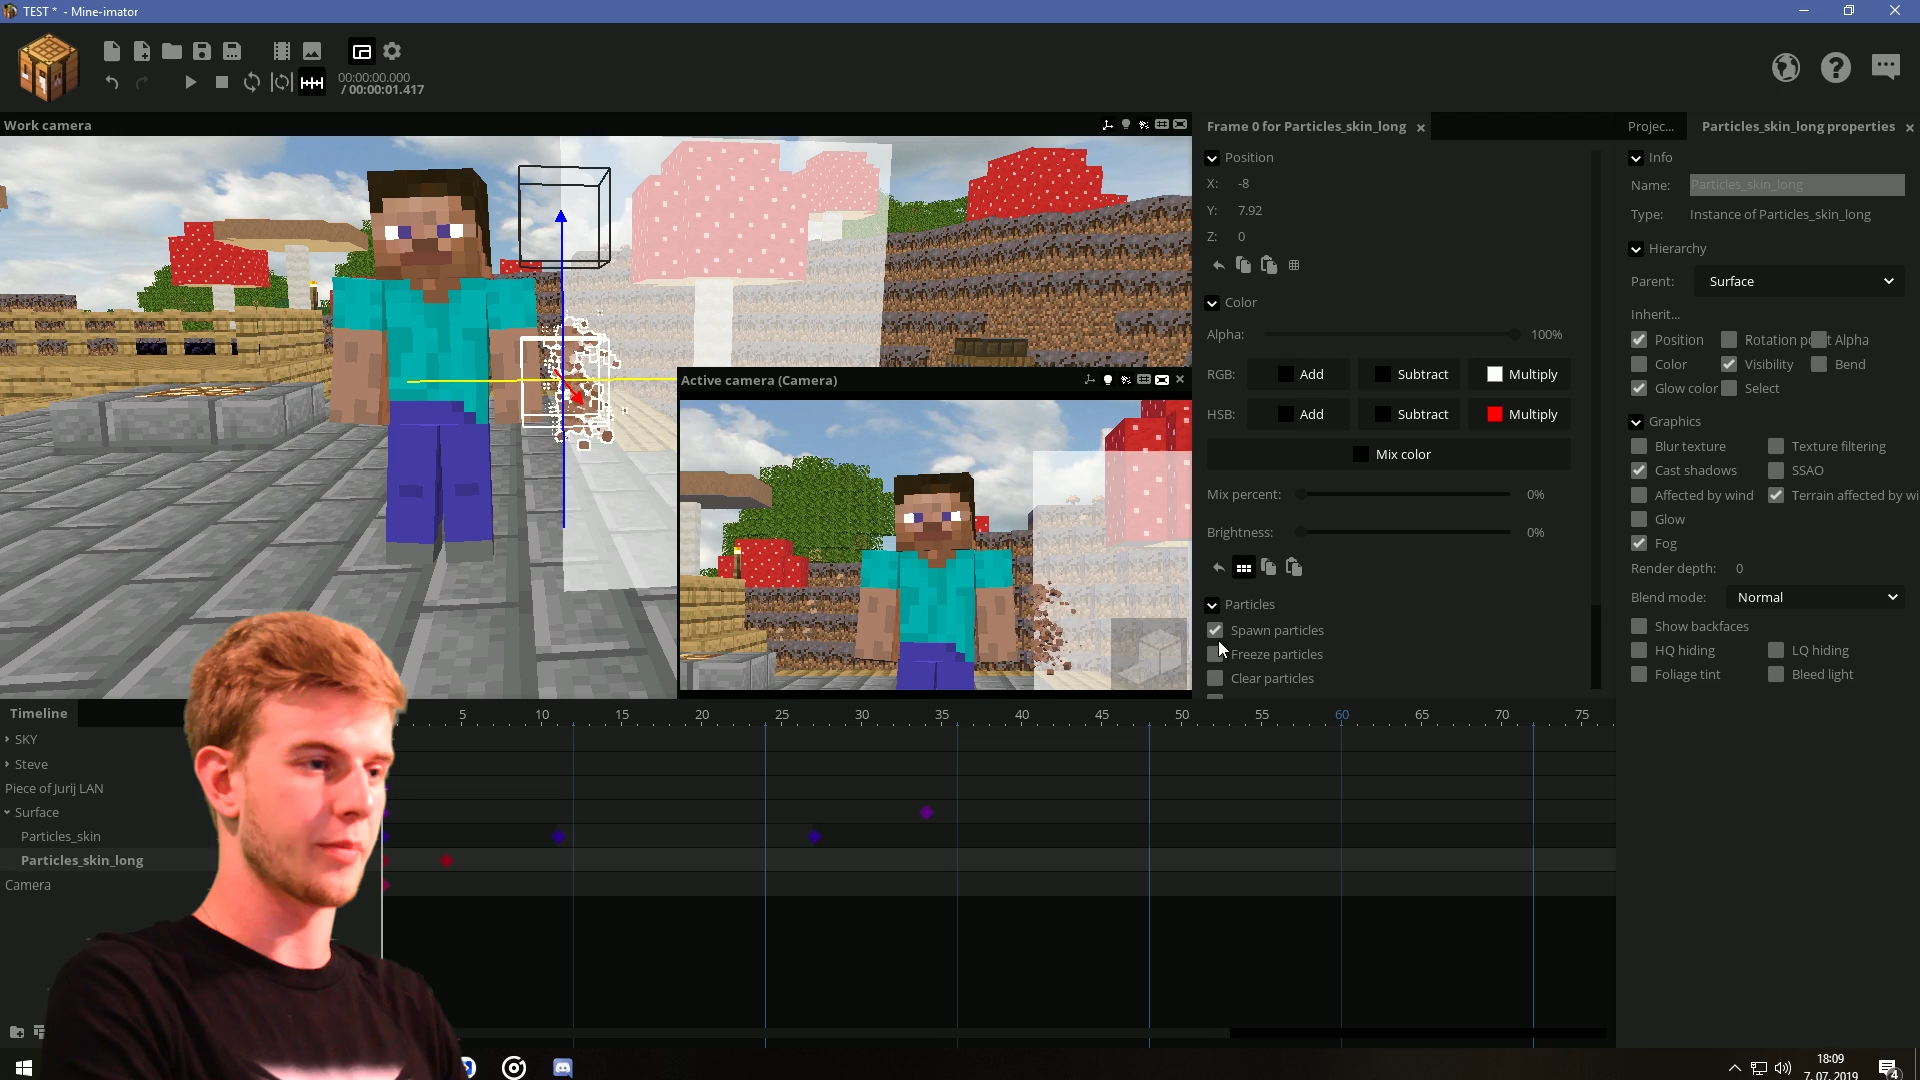 TEST * - Mine-imator
00:00:00.000
/ 00:00:01.417
Work camera
Active camera (Camera)
Frame 0 for Particles_skin_long
Position
X: -8
Y: 7.92
Z: 0
Color
Alpha: 100%
RGB: Add Subtract Multiply
HSB: Add Subtract Multiply
Mix color
Mix percent: 0%
Brightness: 0%
Particles
Spawn particles
Freeze particles
Clear particles
Projec...
Particles_skin_long properties
Info
Name: Particles_skin_long
Type: Instance of Particles_skin_long
Hierarchy
Parent: Surface
Inherit...
Position Rotation po t Alpha
Color Visibility Bend
Glow color Select
Graphics
Blur texture Texture filtering
Cast shadows SSAO
Affected by wind Terrain affected by wi
Glow
Fog
Render depth: 0
Blend mode: Normal
Show backfaces
HQ hiding LQ hiding
Foliage tint Bleed light
Timeline
5 10 15 20 25 30 35 40 45 50 55 60 65 70 75
SKY
Steve
Piece of Jurij LAN
Surface
Particles_skin
Particles_skin_long
Camera
18:09
7. 07. 2019
4